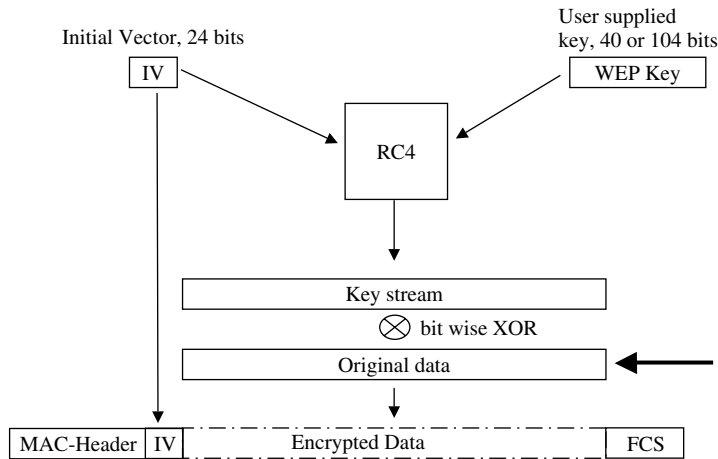 Initial Vector, 24 bits
User supplied
key, 40 or 104 bits
IV
WEP Key
RC4
Key stream
bit wise XOR
Original data
MAC-Header
IV
Encrypted Data
FCS